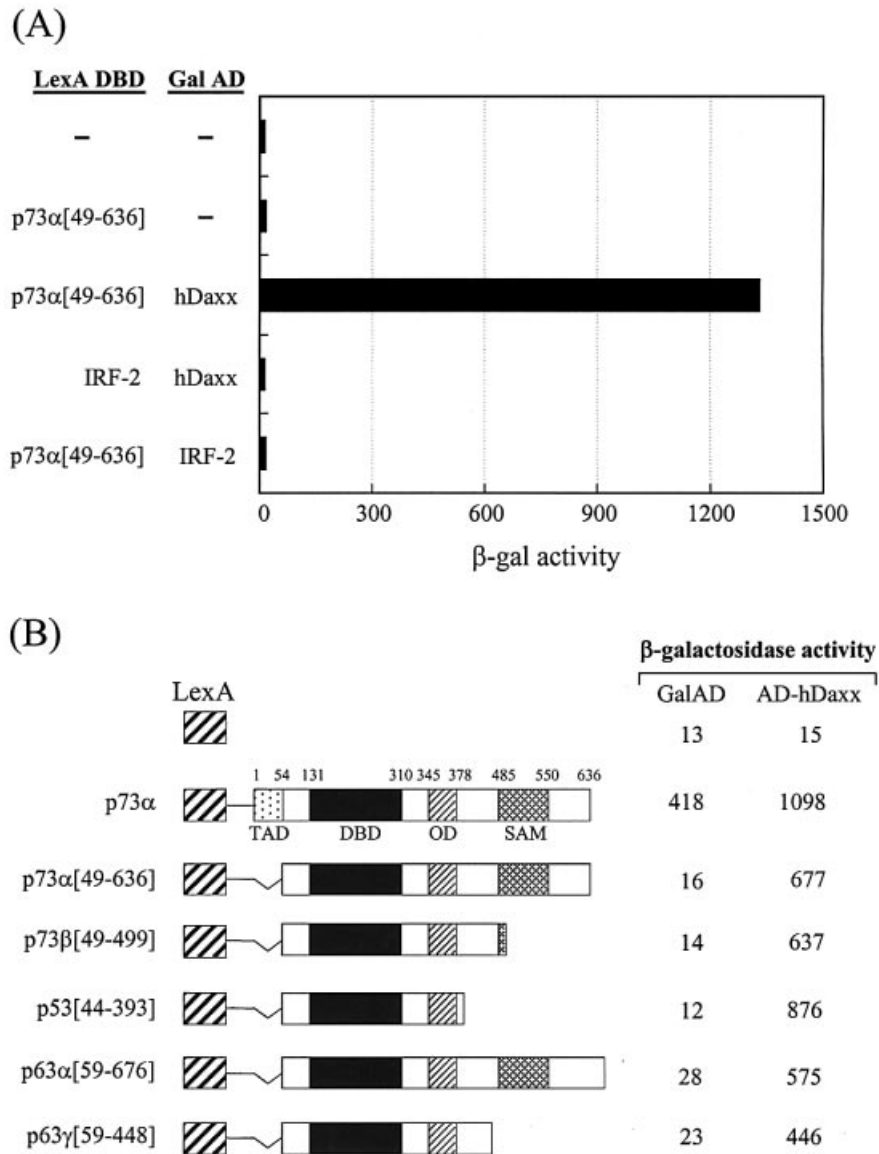 (A)
LexA DBD Gal AD
– –
p73α[49-636] –
p73α[49-636] hDaxx
IRF-2 hDaxx
p73α[49-636] IRF-2
0 300 600 900 1200 1500
β-gal activity
(B)
β-galactosidase activity
LexA GalAD AD-hDaxx
13 15
1 54 131 310 345 378 485 550 636
p73α 418 1098
TAD DBD OD SAM
p73α[49-636] 16 677
p73β[49-499] 14 637
p53[44-393] 12 876
p63α[59-676] 28 575
p63γ[59-448] 23 446